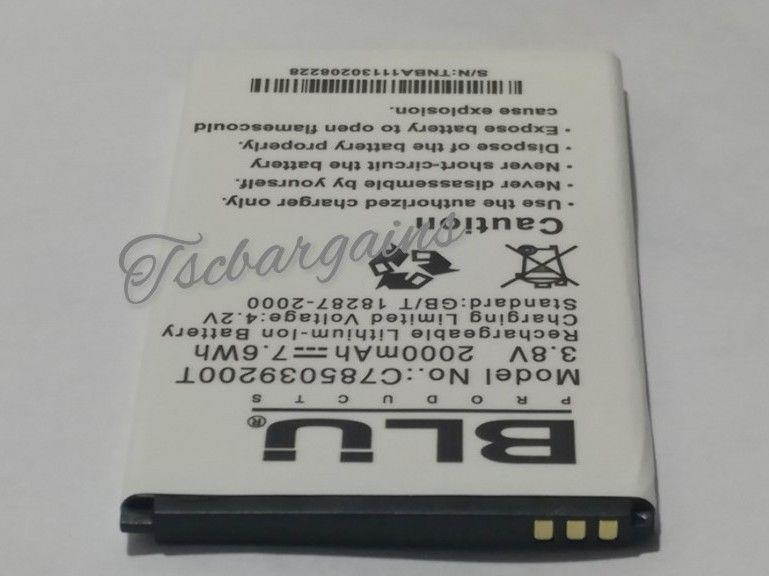 BLU®
PRODUCTS
Model No.:C785039200T
3.8V 2000mAh⎓7.6Wh
Rechargeable Lithium-Ion Battery
Charging Limited Voltage:4.2V
Standard:GB/T 18287-2000
Caution
• Use the authorized charger only.
• Never disassemble by yourself.
• Never short-circuit the battery
• Dispose of the battery properly.
• Expose battery to open flamescould
cause explosion.
S/N:TNBA11130208228
Tscbargains